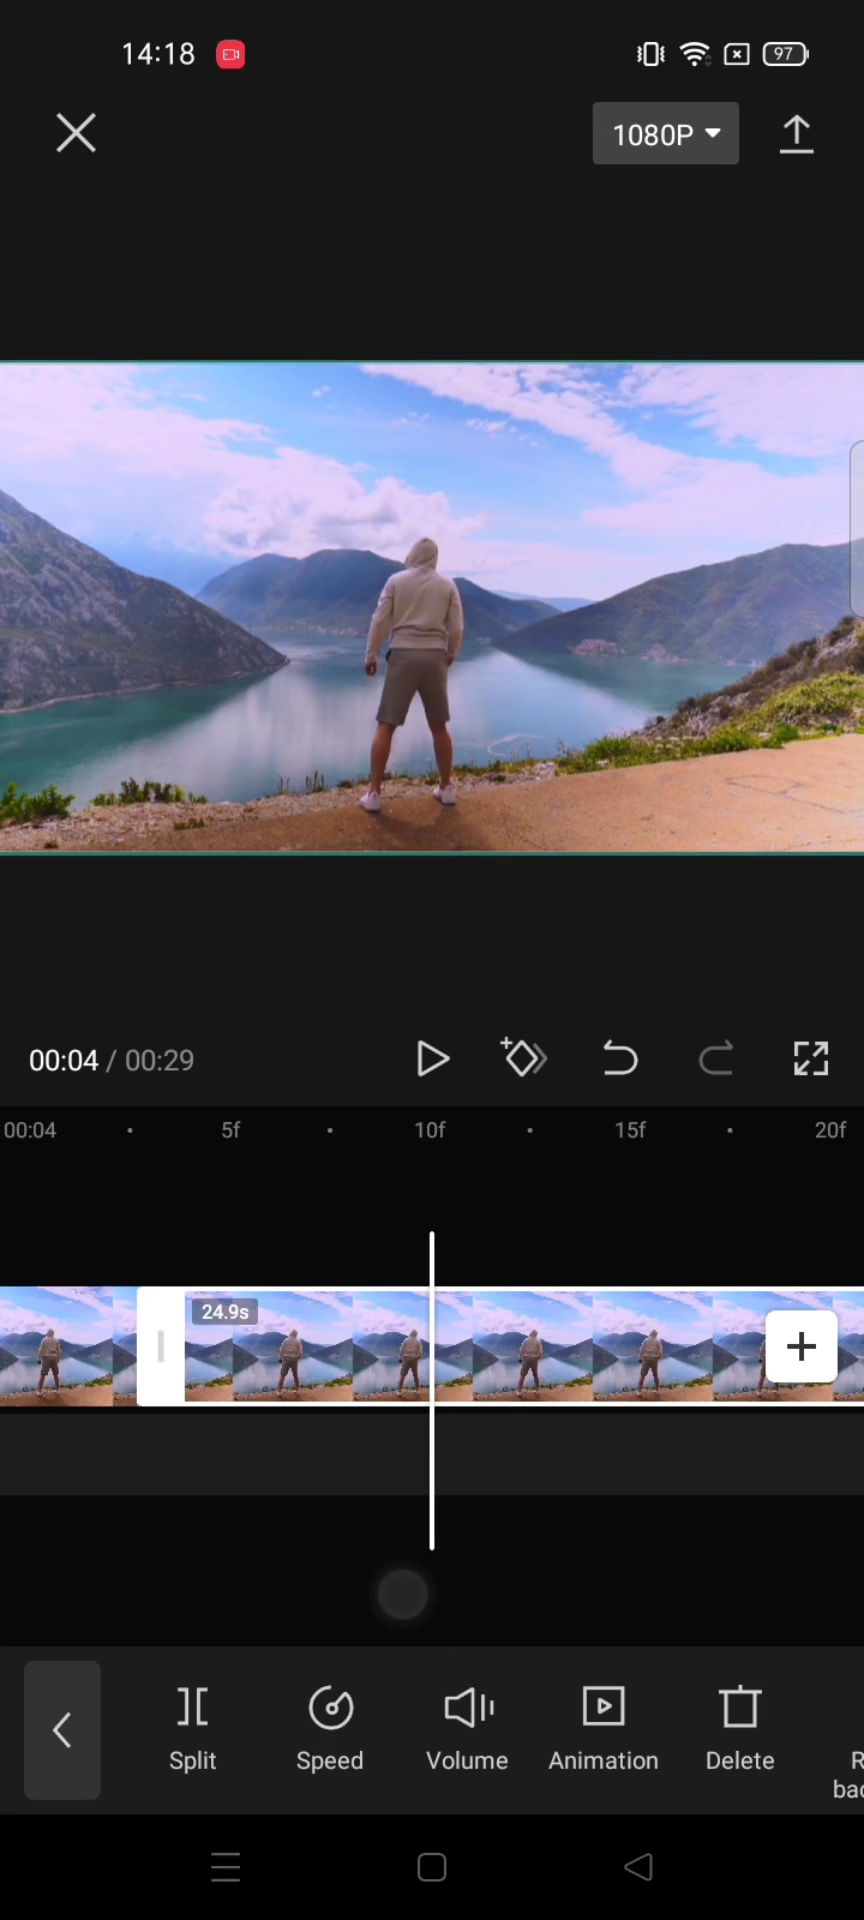 14:18
97
1080P
00:04 / 00:29
00:04 5f 10f 15f 20f
24.9s
Split Speed Volume Animation Delete